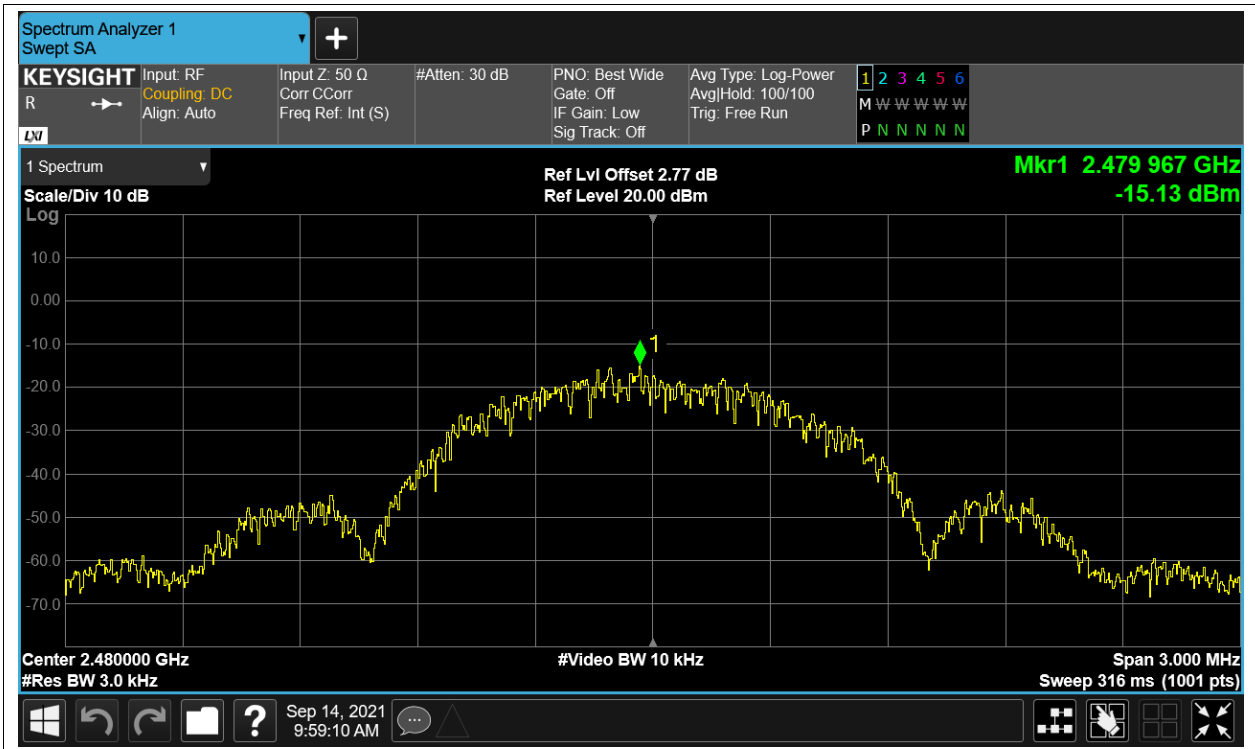 Spectrum Analyzer 1
Swept SA
KEYSIGHT
R
LXI
Input: RF
Coupling: DC
Align: Auto
Input Z: 50 Ω
Corr CCorr
Freq Ref: Int (S)
#Atten: 30 dB
PNO: Best Wide
Gate: Off
IF Gain: Low
Sig Track: Off
Avg Type: Log-Power
Avg|Hold: 100/100
Trig: Free Run
1 2 3 4 5 6
M W W W W W W
P N N N N N
1 Spectrum
Scale/Div 10 dB
Log
Ref Lvl Offset 2.77 dB
Ref Level 20.00 dBm
Mkr1 2.479 967 GHz
-15.13 dBm
10.0
0.00
-10.0
1
-20.0
-30.0
-40.0
-50.0
-60.0
-70.0
Center 2.480000 GHz
#Res BW 3.0 kHz
#Video BW 10 kHz
Span 3.000 MHz
Sweep 316 ms (1001 pts)
?
Sep 14, 2021
9:59:10 AM